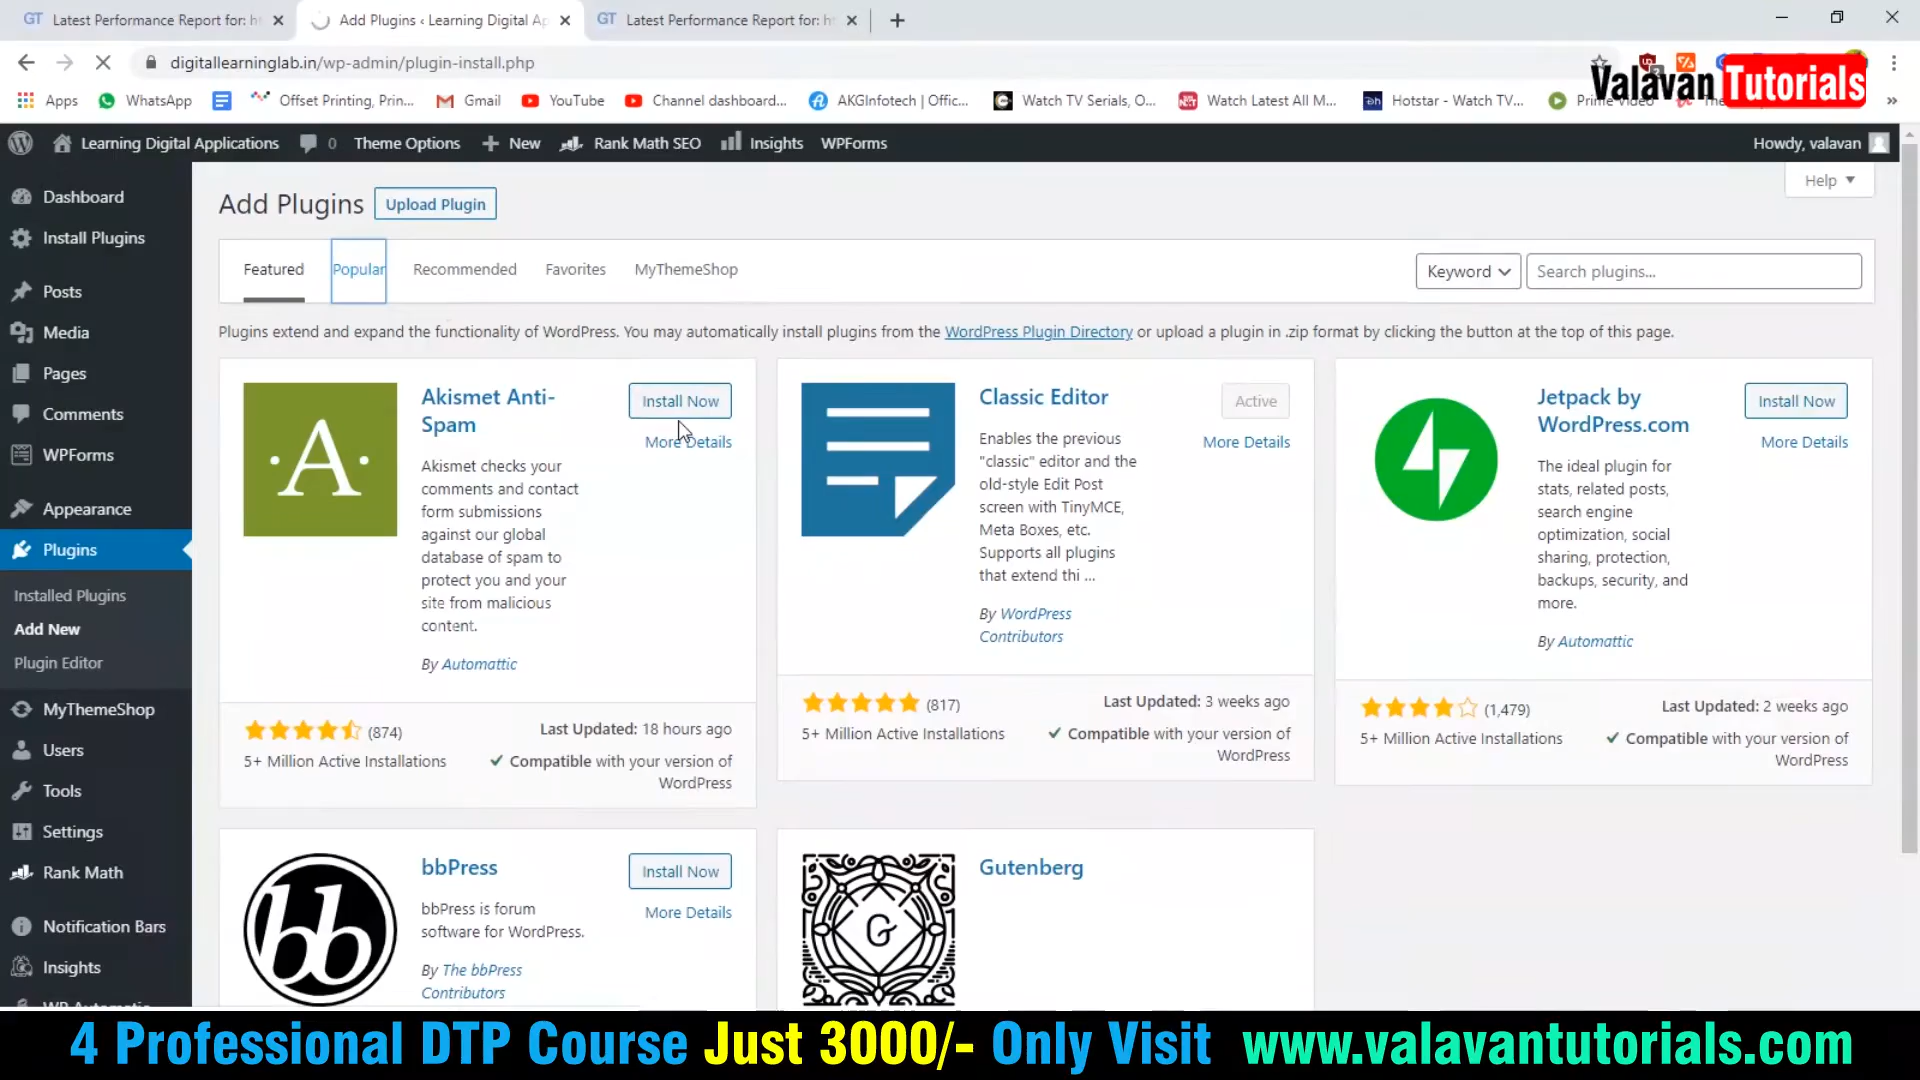 GT Latest Performance Report for: ht
Add Plugins ‹ Learning Digital Ap
GT Latest Performance Report for: ht
digitallearninglab.in/wp-admin/plugin-install.php
Valavan Tutorials
Apps
WhatsApp
Offset Printing, Prin...
Gmail
YouTube
Channel dashboard...
AKGInfotech | Offic...
Watch TV Serials, O...
Watch Latest All M...
Hotstar - Watch TV...
Prime Video
Learning Digital Applications
0
Theme Options
New
Rank Math SEO
Insights
WPForms
Howdy, valavan
Help
Dashboard
Install Plugins
Posts
Media
Pages
Comments
WPForms
Appearance
Plugins
Installed Plugins
Add New
Plugin Editor
MyThemeShop
Users
Tools
Settings
Rank Math
Notification Bars
Insights
WP Automatic
Add Plugins
Upload Plugin
Featured
Popular
Recommended
Favorites
MyThemeShop
Keyword
Search plugins...
Plugins extend and expand the functionality of WordPress. You may automatically install plugins from the WordPress Plugin Directory or upload a plugin in .zip format by clicking the button at the top of this page.
A
Akismet Anti-
Spam
Install Now
More Details
Akismet checks your
comments and contact
form submissions
against our global
database of spam to
protect you and your
site from malicious
content.
By Automattic
(874)
Last Updated: 18 hours ago
5+ Million Active Installations
Compatible with your version of
WordPress
Classic Editor
Active
More Details
Enables the previous
"classic" editor and the
old-style Edit Post
screen with TinyMCE,
Meta Boxes, etc.
Supports all plugins
that extend thi ...
By WordPress
Contributors
(817)
Last Updated: 3 weeks ago
5+ Million Active Installations
Compatible with your version of
WordPress
Jetpack by
WordPress.com
Install Now
More Details
The ideal plugin for
stats, related posts,
search engine
optimization, social
sharing, protection,
backups, security, and
more.
By Automattic
(1,479)
Last Updated: 2 weeks ago
5+ Million Active Installations
Compatible with your version of
WordPress
bb
bbPress
Install Now
More Details
bbPress is forum
software for WordPress.
By The bbPress
Contributors
G
Gutenberg
4 Professional DTP Course Just 3000/- Only Visit www.valavantutorials.com